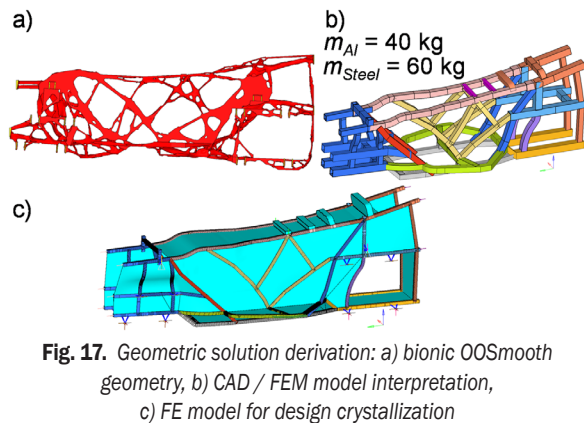 a)
b)
m_Al = 40 kg
m_Steel = 60 kg
c)
Fig. 17. Geometric solution derivation: a) bionic OOSmooth
geometry, b) CAD / FEM model interpretation,
c) FE model for design crystallization